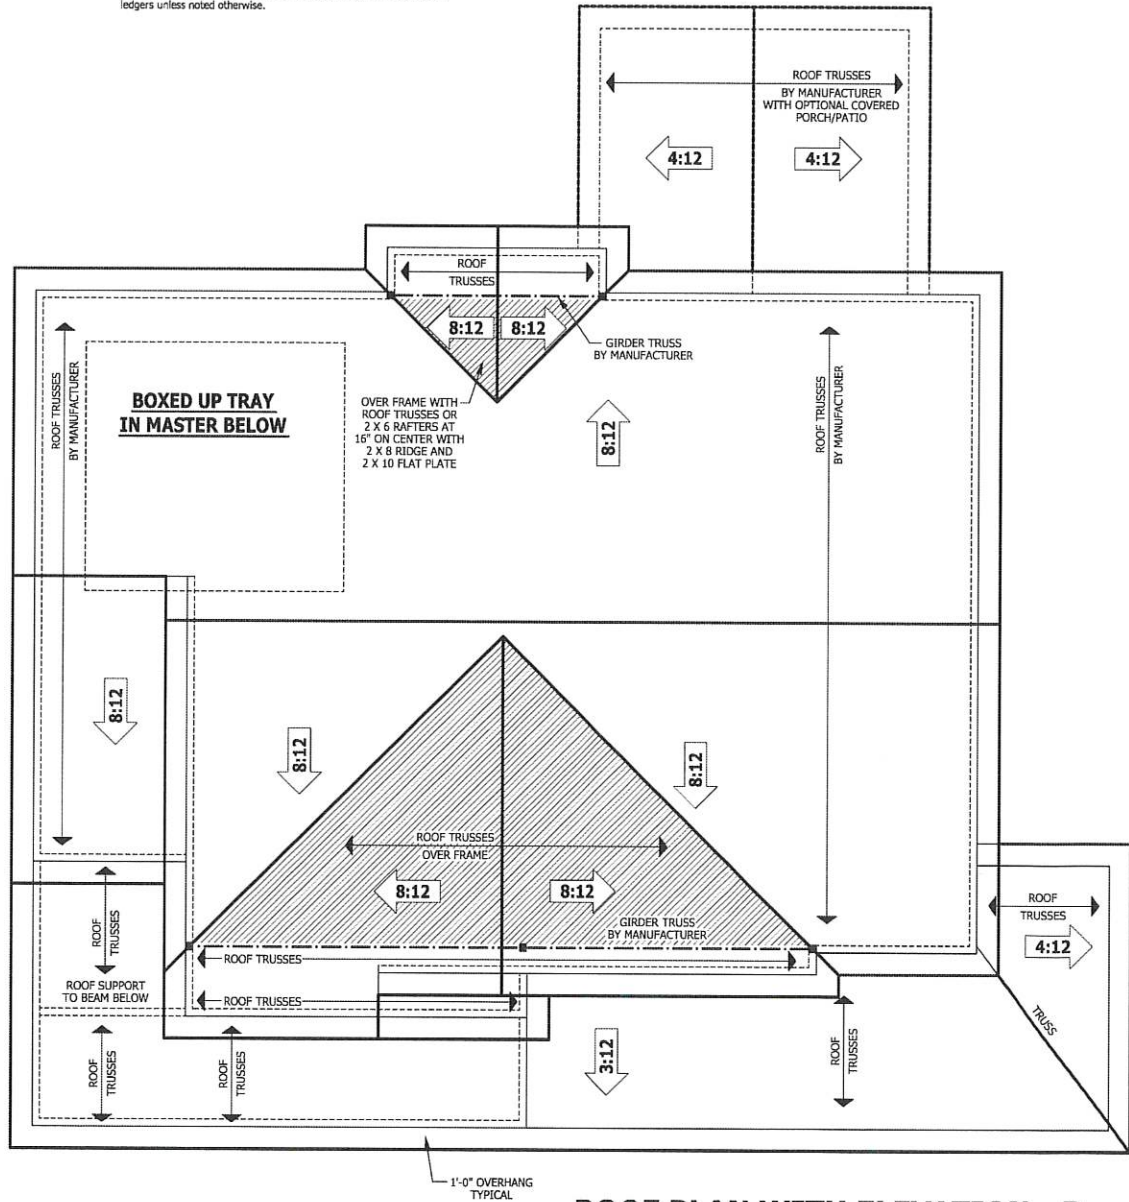 ledgers unless noted otherwise.
ROOF TRUSSES
BY MANUFACTURER
WITH OPTIONAL COVERED
PORCH/PATIO
4:12
4:12
ROOF
TRUSSES
8:12
8:12
GIRDER TRUSS
BY MANUFACTURER
ROOF TRUSSES
BY MANUFACTURER
BOXED UP TRAY
IN MASTER BELOW
OVER FRAME WITH
ROOF TRUSSES OR
2 X 6 RAFTERS AT
16" ON CENTER WITH
2 X 8 RIDGE AND
2 X 10 FLAT PLATE
8:12
ROOF TRUSSES
BY MANUFACTURER
8:12
8:12
8:12
ROOF TRUSSES
OVER FRAME
8:12
8:12
GIRDER TRUSS
BY MANUFACTURER
ROOF
TRUSSES
4:12
ROOF
TRUSSES
ROOF TRUSSES
ROOF SUPPORT
TO BEAM BELOW
ROOF TRUSSES
TRUSS
ROOF
TRUSSES
ROOF
TRUSSES
3:12
ROOF
TRUSSES
1'-0" OVERHANG
TYPICAL